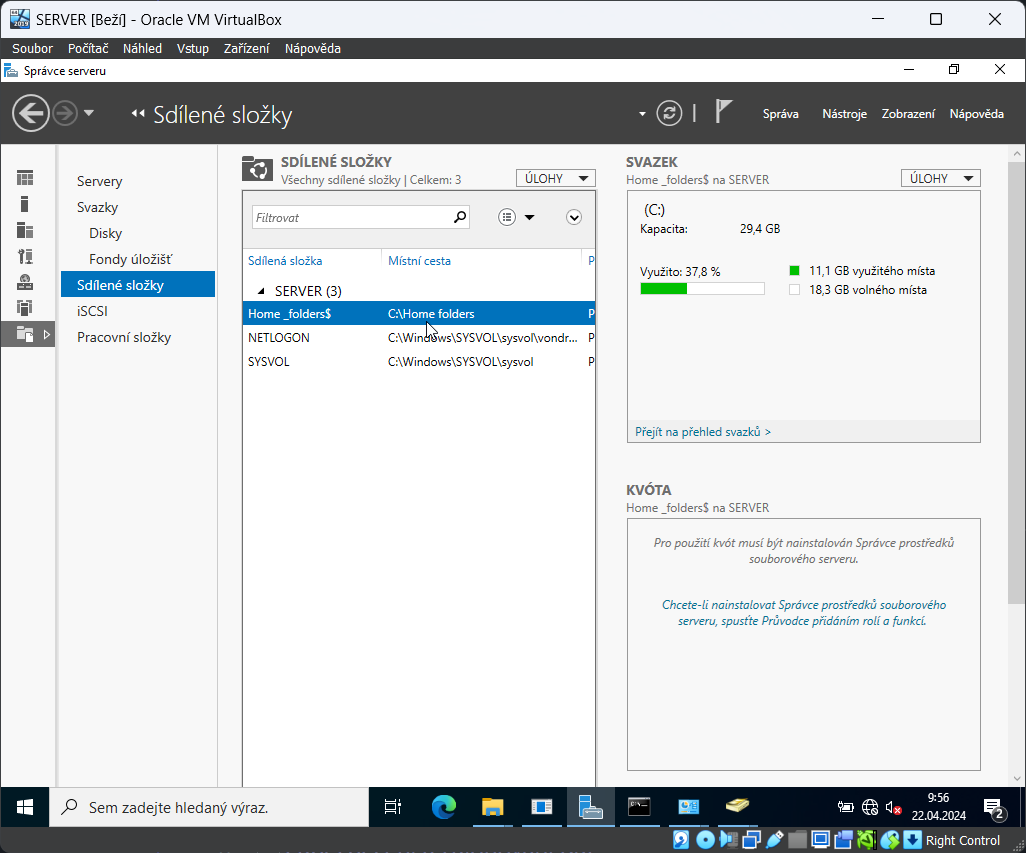 SERVER [Beží] - Oracle VM VirtualBox
Soubor Počítač Náhled Vstup Zařízení Nápověda
Správce serveru
Sdílené složky
Správa Nástroje Zobrazení Nápověda
Servery
Svazky
Disky
Fondy úložišť
Sdílené složky
iSCSI
Pracovní složky
SDÍLENÉ SLOŽKY
Všechny sdílené složky | Celkem: 3
ÚLOHY
Filtrovat
Sdílená složka Místní cesta P
SERVER (3)
Home _folders$ C:\Home folders P
NETLOGON C:\Windows\SYSVOL\sysvol\vondr... P
SYSVOL C:\Windows\SYSVOL\sysvol P
SVAZEK
Home _folders$ na SERVER
ÚLOHY
(C:)
Kapacita: 29,4 GB
Využito: 37,8 %
11,1 GB využitého místa
18,3 GB volného místa
Přejít na přehled svazků >
KVÓTA
Home _folders$ na SERVER
Pro použití kvót musí být nainstalován Správce prostředků
souborového serveru.
Chcete-li nainstalovat Správce prostředků souborového
serveru, spusťte Průvodce přidáním rolí a funkcí.
Sem zadejte hledaný výraz.
9:56
22.04.2024
2
Right Control